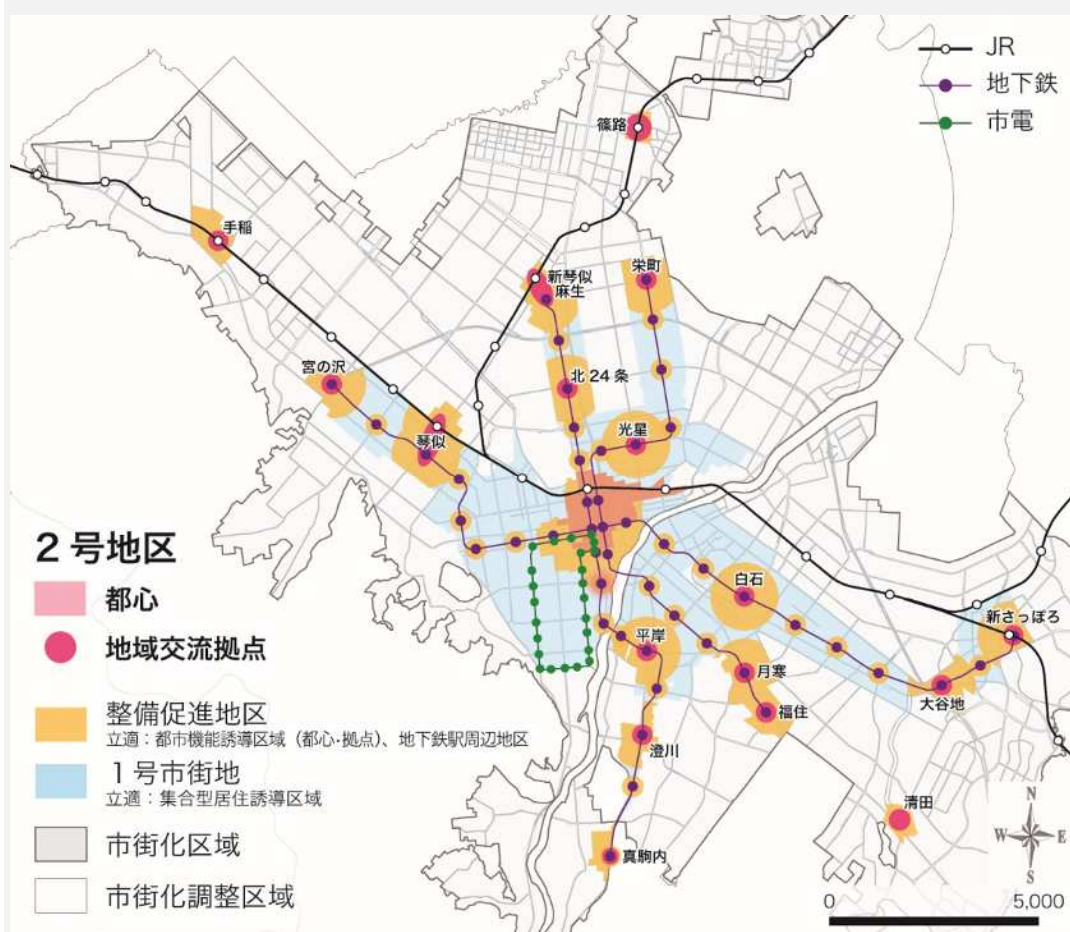 JR
地下鉄
市電
篠路
手稲
新琴似
麻生
栄町
宮の沢
北24条
琴似
光星
2号地区
都心
地域交流拠点
整備促進地区
立適：都市機能誘導区域（都心・拠点）、地下鉄駅周辺地区
1号市街地
立適：集合型居住誘導区域
市街化区域
市街化調整区域
白石
新さっぽろ
平岸
月寒
大谷地
福住
澄川
清田
真駒内
N
W
E
S
0
5,000